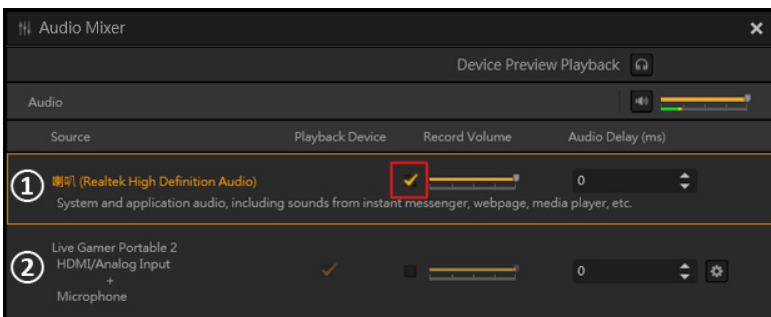 Audio Mixer
Device Preview Playback
Audio
Source Playback Device Record Volume Audio Delay (ms)
① 喇叭 (Realtek High Definition Audio) 0
System and application audio, including sounds from instant messenger, webpage, media player, etc.
Live Gamer Portable 2
② HDMI/Analog Input 0
+
Microphone